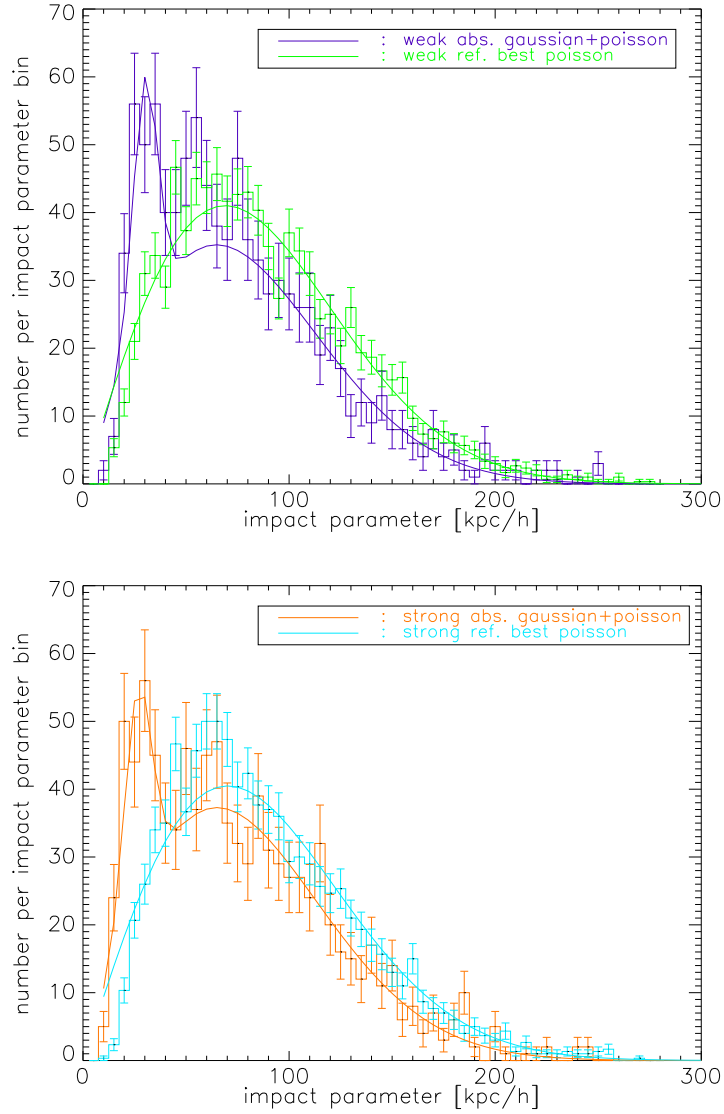 70
60
50
40
30
20
10
0
number per impact parameter bin
: weak abs. gaussian+poisson
: weak ref. best poisson
0 100 200 300
impact parameter [kpc/h]
70
60
50
40
30
20
10
0
number per impact parameter bin
: strong abs. gaussian+poisson
: strong ref. best poisson
0 100 200 300
impact parameter [kpc/h]